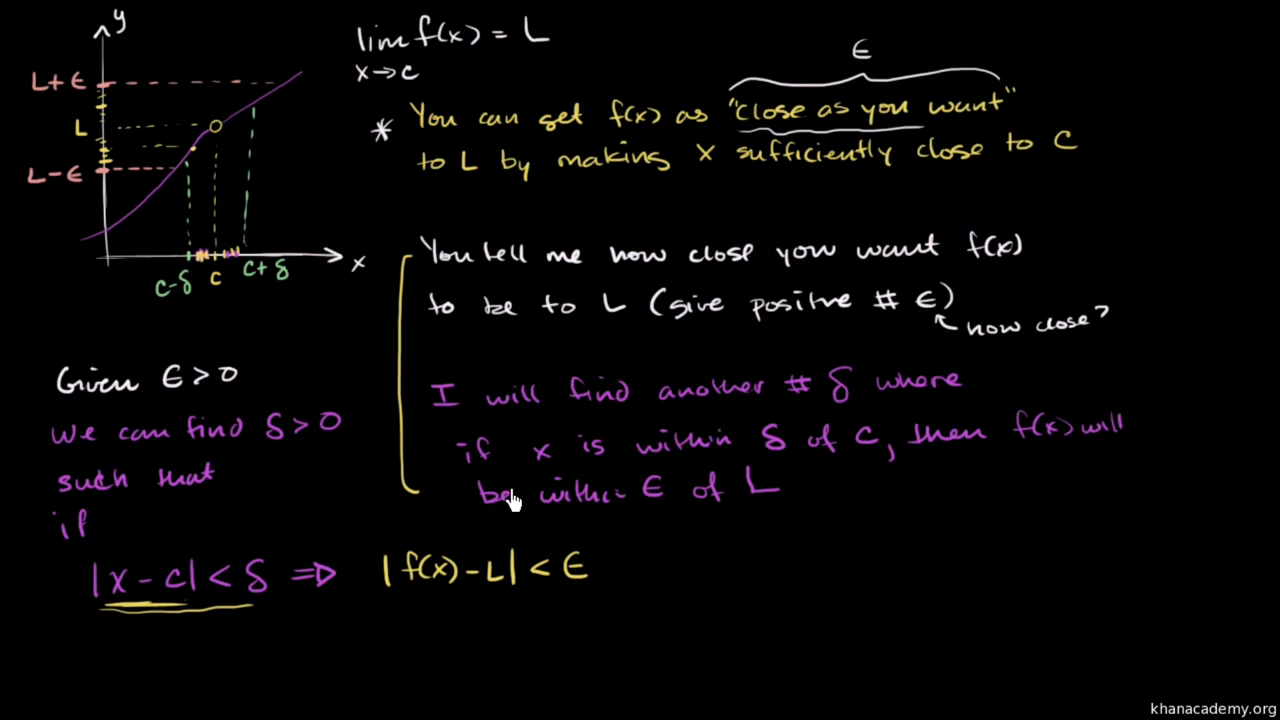 y
L+ϵ
L
L-ϵ
C-δ
C
C+δ
x
lim f(x) = L
x→c
ϵ
* You can get f(x) as "close as you want"
to L by making x sufficiently close to C
You tell me how close you want f(x)
to be to L (give positive # ϵ)
how close?
I will find another # δ where
if x is within δ of c, then f(x) will
be within ϵ of L
Given ϵ > 0
we can find δ > 0
such that
if
|x - c| < δ ⇒ |f(x) - L| < ϵ
khanacademy.org